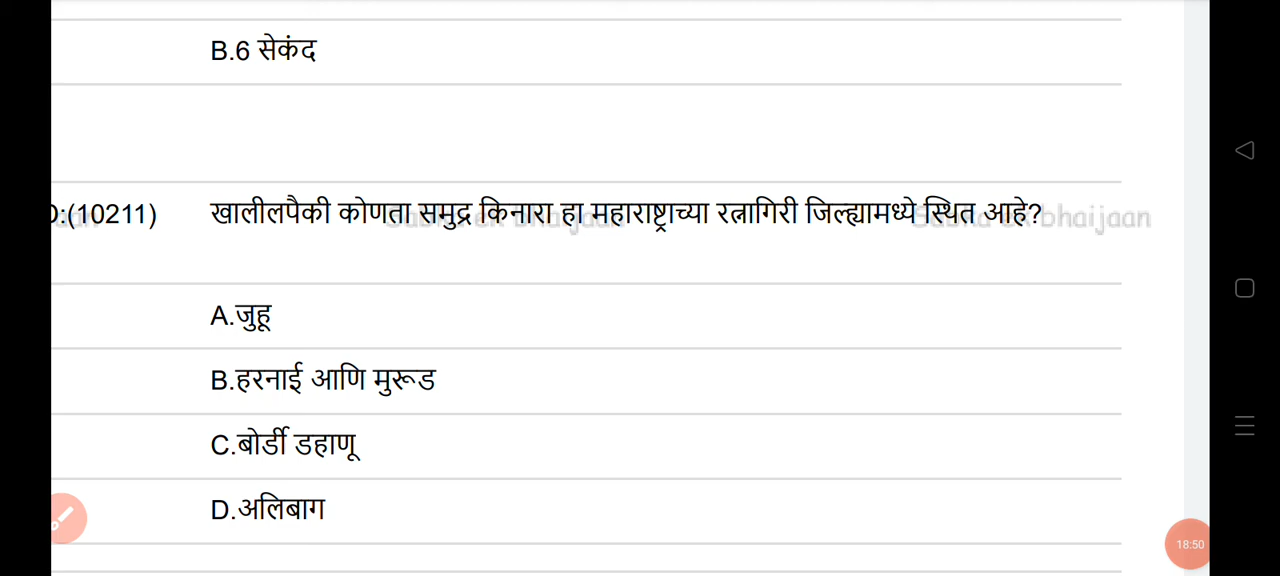 B.6 सेकंद
D:(10211) खालीलपैकी कोणता समुद्र किनारा हा महाराष्ट्राच्या रत्नागिरी जिल्ह्यामध्ये स्थित आहे?
A.जुहू
B.हरनाई आणि मुरूड
C.बोर्डी डहाणू
D.अलिबाग
18:50